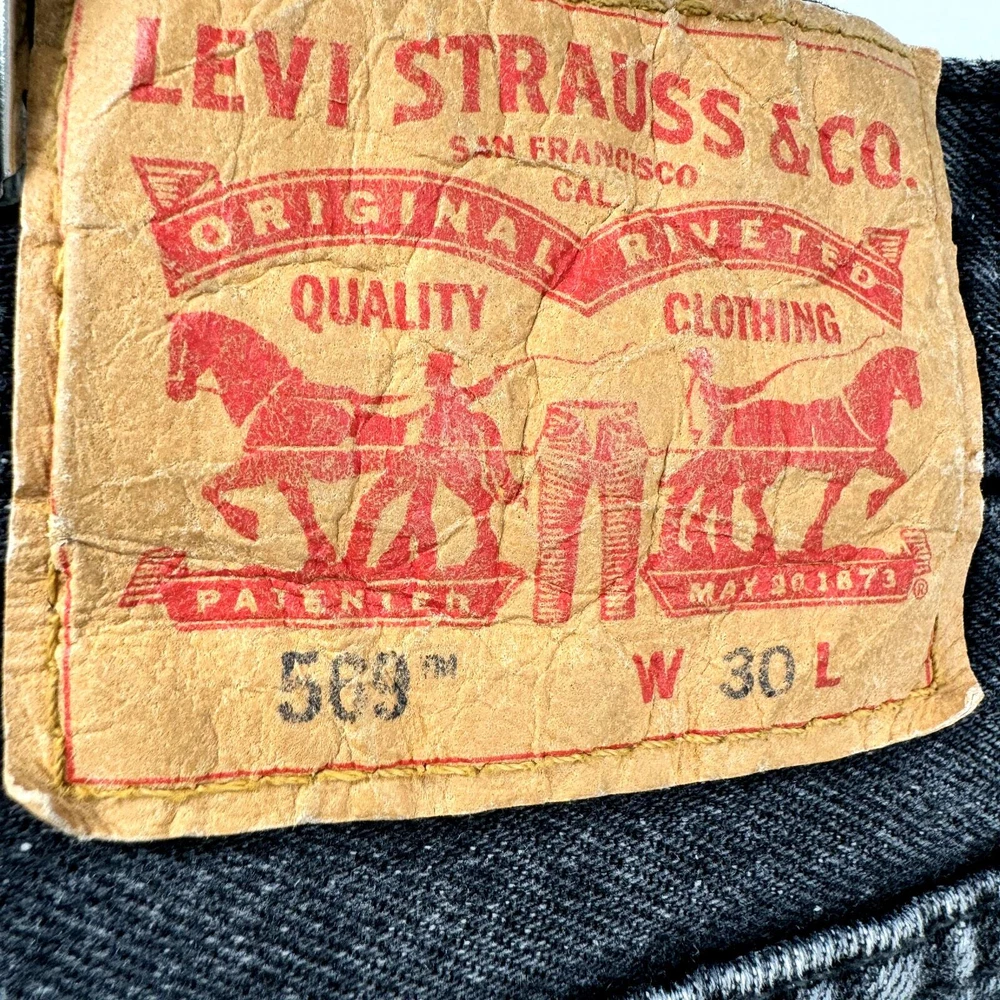 LEVI STRAUSS & CO.
SAN FRANCISCO
CAL.
ORIGINAL RIVETED
QUALITY CLOTHING
PATENTED MAY 20 1873 ®
569™ W 30 L